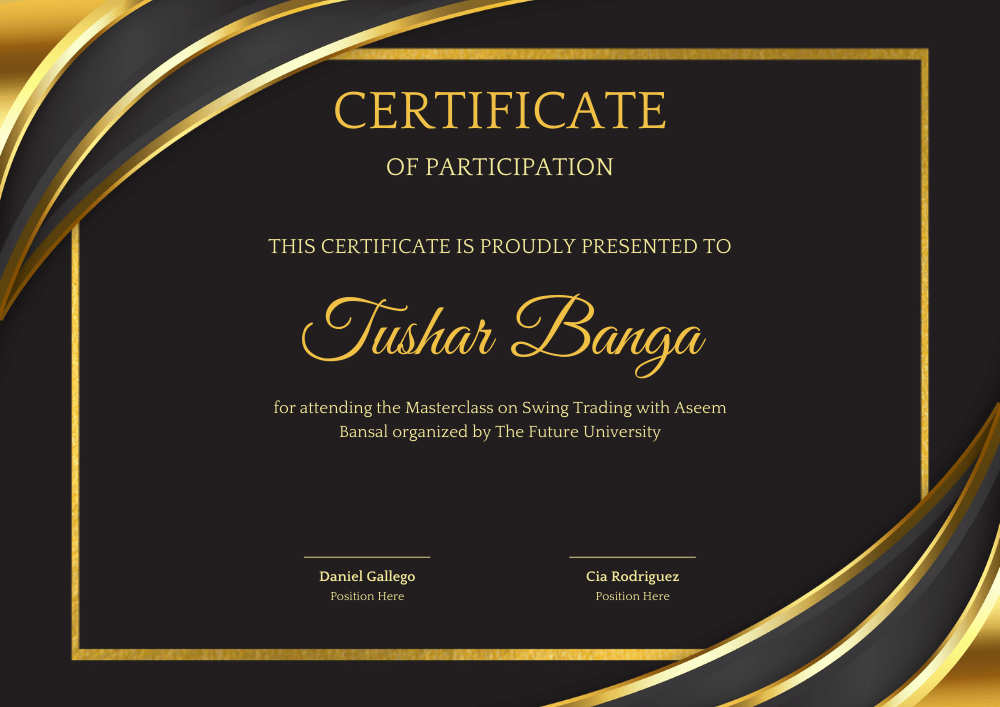 CERTIFICATE
OF PARTICIPATION
THIS CERTIFICATE IS PROUDLY PRESENTED TO
Tushar Banga
for attending the Masterclass on Swing Trading with Aseem
Bansal organized by The Future University
Daniel Gallego
Position Here
Cia Rodriguez
Position Here